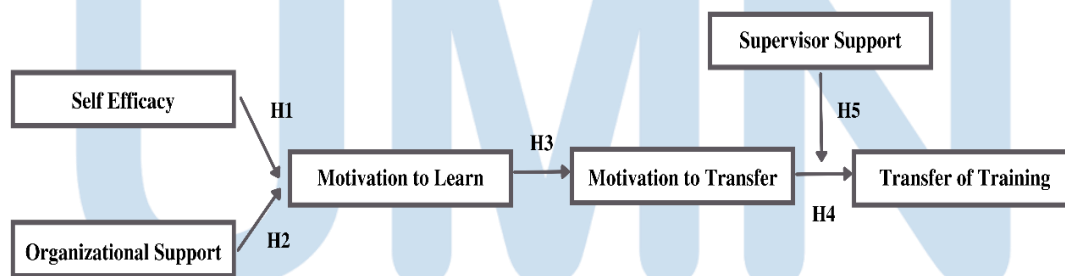 UMN
Supervisor Support
Self Efficacy
H1
H5
H3
Motivation to Learn
Motivation to Transfer
Transfer of Training
H4
H2
Organizational Support